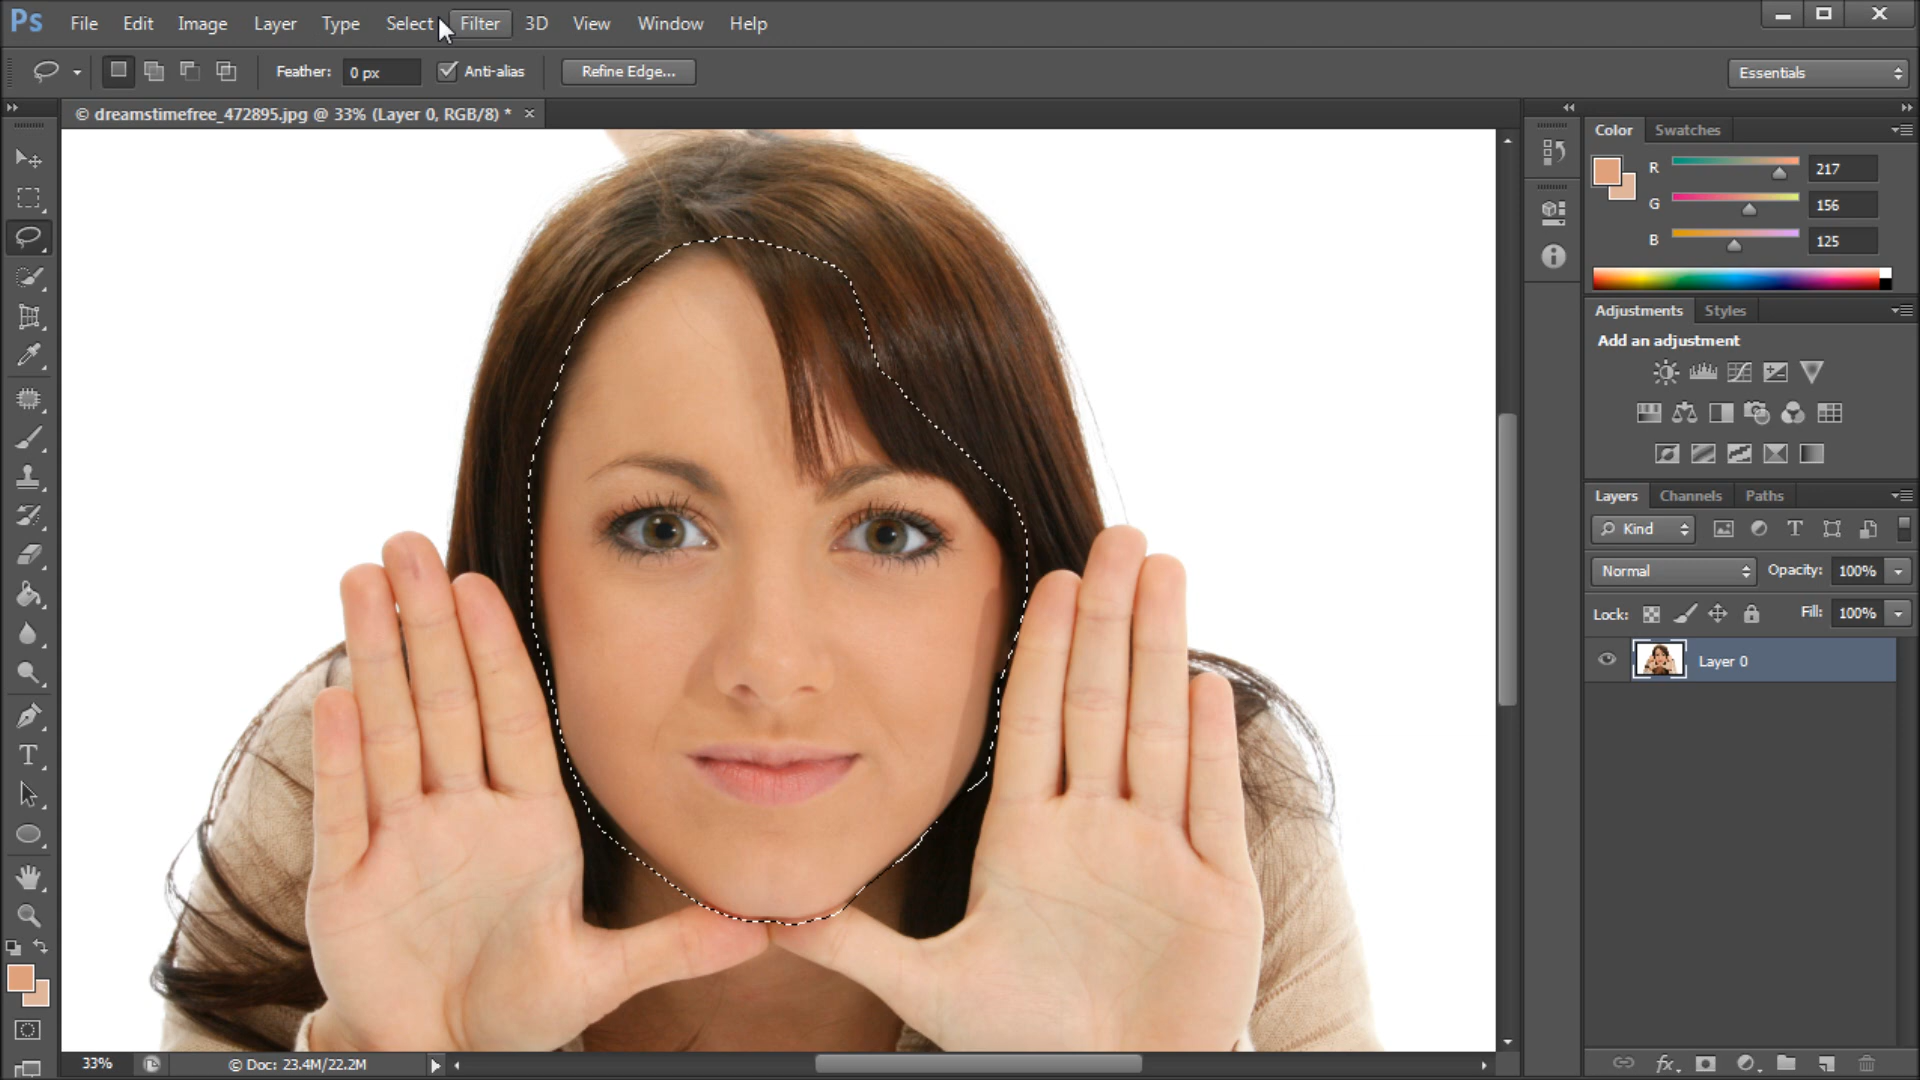 Ps File Edit Image Layer Type Select Filter 3D View Window Help
Feather: 0 px Anti-alias Refine Edge... Essentials
© dreamstimefree_472895.jpg @ 33% (Layer 0, RGB/8) * ×
Color Swatches
R 217
G 156
B 125
Adjustments Styles
Add an adjustment
Layers Channels Paths
Kind
Normal Opacity: 100%
Lock: Fill: 100%
Layer 0
T
33% © Doc: 23.4M/22.2M
fx